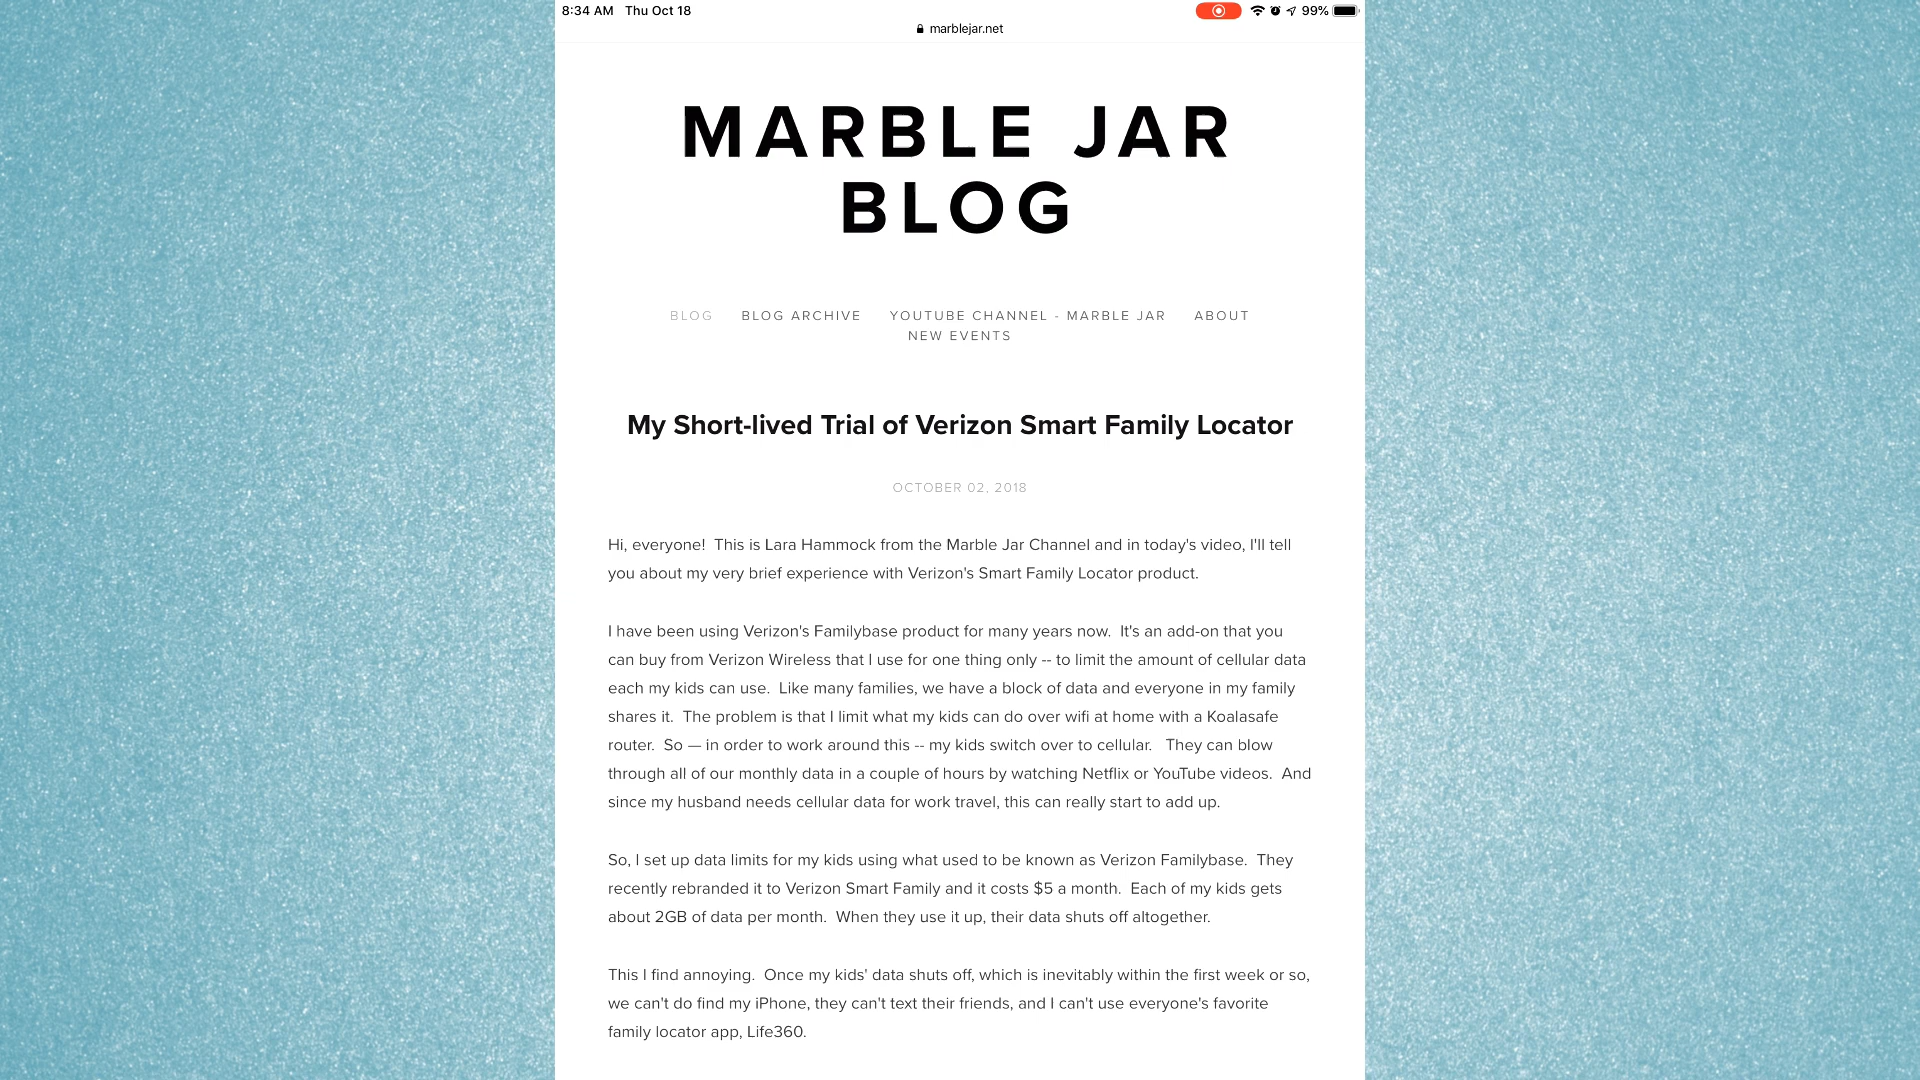 8:34 AM Thu Oct 18 99%
marblejar.net
MARBLE JAR
BLOG
BLOG BLOG ARCHIVE YOUTUBE CHANNEL - MARBLE JAR ABOUT
NEW EVENTS
My Short-lived Trial of Verizon Smart Family Locator
OCTOBER 02, 2018
Hi, everyone!  This is Lara Hammock from the Marble Jar Channel and in today's video, I'll tell
you about my very brief experience with Verizon's Smart Family Locator product.
I have been using Verizon's Familybase product for many years now.  It's an add-on that you
can buy from Verizon Wireless that I use for one thing only -- to limit the amount of cellular data
each my kids can use.  Like many families, we have a block of data and everyone in my family
shares it.  The problem is that I limit what my kids can do over wifi at home with a Koalasafe
router.  So — in order to work around this -- my kids switch over to cellular.   They can blow
through all of our monthly data in a couple of hours by watching Netflix or YouTube videos.  And
since my husband needs cellular data for work travel, this can really start to add up.
So, I set up data limits for my kids using what used to be known as Verizon Familybase.  They
recently rebranded it to Verizon Smart Family and it costs $5 a month.  Each of my kids gets
about 2GB of data per month.  When they use it up, their data shuts off altogether.
This I find annoying.  Once my kids' data shuts off, which is inevitably within the first week or so,
we can't do find my iPhone, they can't text their friends, and I can't use everyone's favorite
family locator app, Life360.